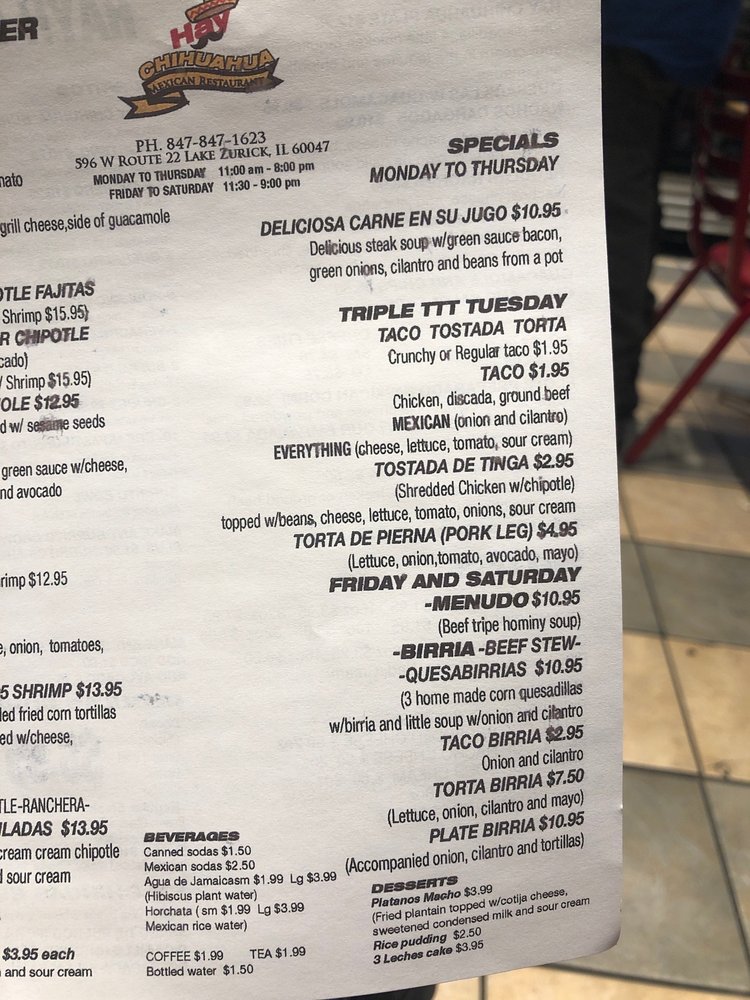 ER
Hay
CHIHUAHUA
MEXICAN RESTAURANT
PH. 847-847-1623
596 W ROUTE 22 LAKE ZURICK, IL 60047
MONDAY TO THURSDAY 11:00 am - 8:00 pm
FRIDAY TO SATURDAY 11:30 - 9:00 pm
nato
grill cheese,side of guacamole
OTLE FAJITAS
Shrimp $15.95)
R CHIPOTLE
cado)
/ Shrimp $15.95)
OLE $12.95
d w/ sesame seeds
green sauce w/cheese,
nd avocado
rimp $12.95
e, onion, tomatoes,
5 SHRIMP $13.95
led fried corn tortillas
ed w/cheese,
TLE-RANCHERA-
ILADAS $13.95
cream cream chipotle
d sour cream
$3.95 each
and sour cream
SPECIALS
MONDAY TO THURSDAY
DELICIOSA CARNE EN SU JUGO $10.95
Delicious steak soup w/green sauce bacon,
green onions, cilantro and beans from a pot
TRIPLE TTT TUESDAY
TACO TOSTADA TORTA
Crunchy or Regular taco $1.95
TACO $1.95
Chicken, discada, ground beef
MEXICAN (onion and cilantro)
EVERYTHING (cheese, lettuce, tomato, sour cream)
TOSTADA DE TINGA $2.95
(Shredded Chicken w/chipotle)
topped w/beans, cheese, lettuce, tomato, onions, sour cream
TORTA DE PIERNA (PORK LEG) $4.95
(Lettuce, onion,tomato, avocado, mayo)
FRIDAY AND SATURDAY
-MENUDO $10.95
(Beef tripe hominy soup)
-BIRRIA -BEEF STEW-
-QUESABIRRIAS $10.95
(3 home made corn quesadillas
w/birria and little soup w/onion and cilantro
TACO BIRRIA $2.95
Onion and cilantro
TORTA BIRRIA $7.50
(Lettuce, onion, cilantro and mayo)
PLATE BIRRIA $10.95
(Accompanied onion, cilantro and tortillas)
BEVERAGES
Canned sodas $1.50
Mexican sodas $2.50
Agua de Jamaicasm $1.99 Lg $3.99
(Hibiscus plant water)
Horchata ( sm $1.99 Lg $3.99
Mexican rice water)
COFFEE $1.99 TEA $1.99
Bottled water $1.50
DESSERTS
Platanos Macho $3.99
(Fried plantain topped w/cotija cheese,
sweetened condensed milk and sour cream
Rice pudding $2.50
3 Leches cake $3.95